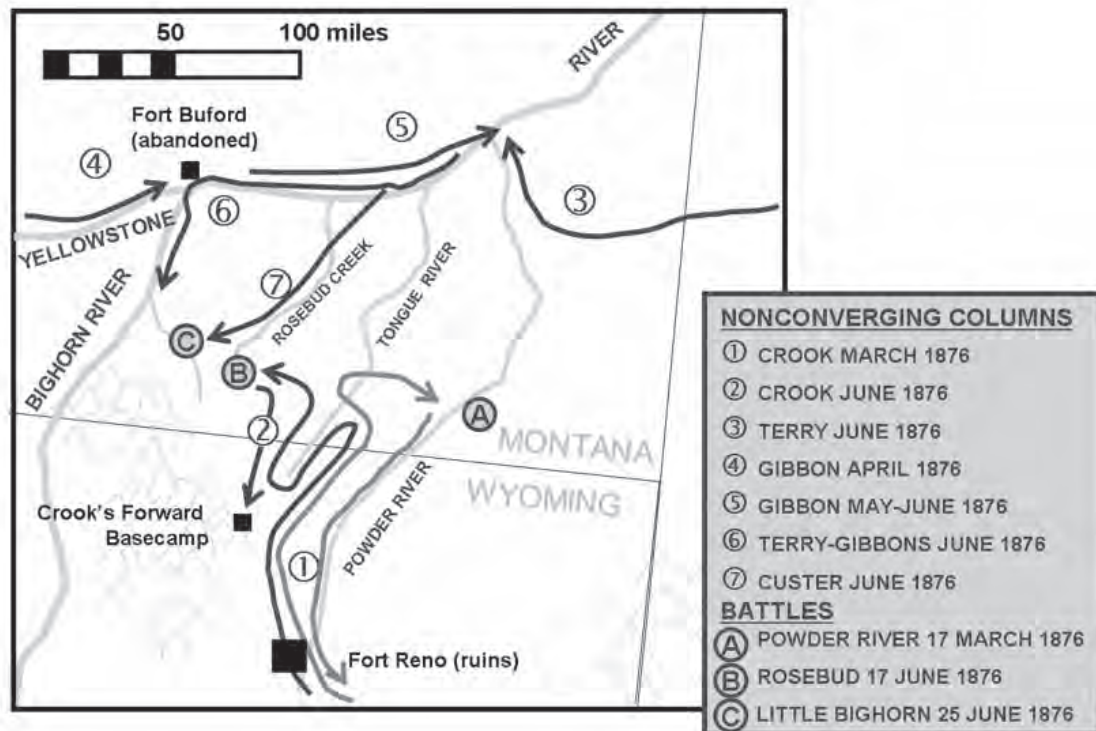 50
100 miles
RIVER
Fort Buford
(abandoned)
⑤
④
③
⑥
YELLOWSTONE
⑦
ROSEBUD CREEK
TONGUE RIVER
BIGHORN RIVER
C
B
A
②
MONTANA
WYOMING
Crook's Forward
Basecamp
POWDER RIVER
①
Fort Reno (ruins)
NONCONVERGING COLUMNS
① CROOK MARCH 1876
② CROOK JUNE 1876
③ TERRY JUNE 1876
④ GIBBON APRIL 1876
⑤ GIBBON MAY-JUNE 1876
⑥ TERRY-GIBBONS JUNE 1876
⑦ CUSTER JUNE 1876
BATTLES
A POWDER RIVER 17 MARCH 1876
B ROSEBUD 17 JUNE 1876
C LITTLE BIGHORN 25 JUNE 1876